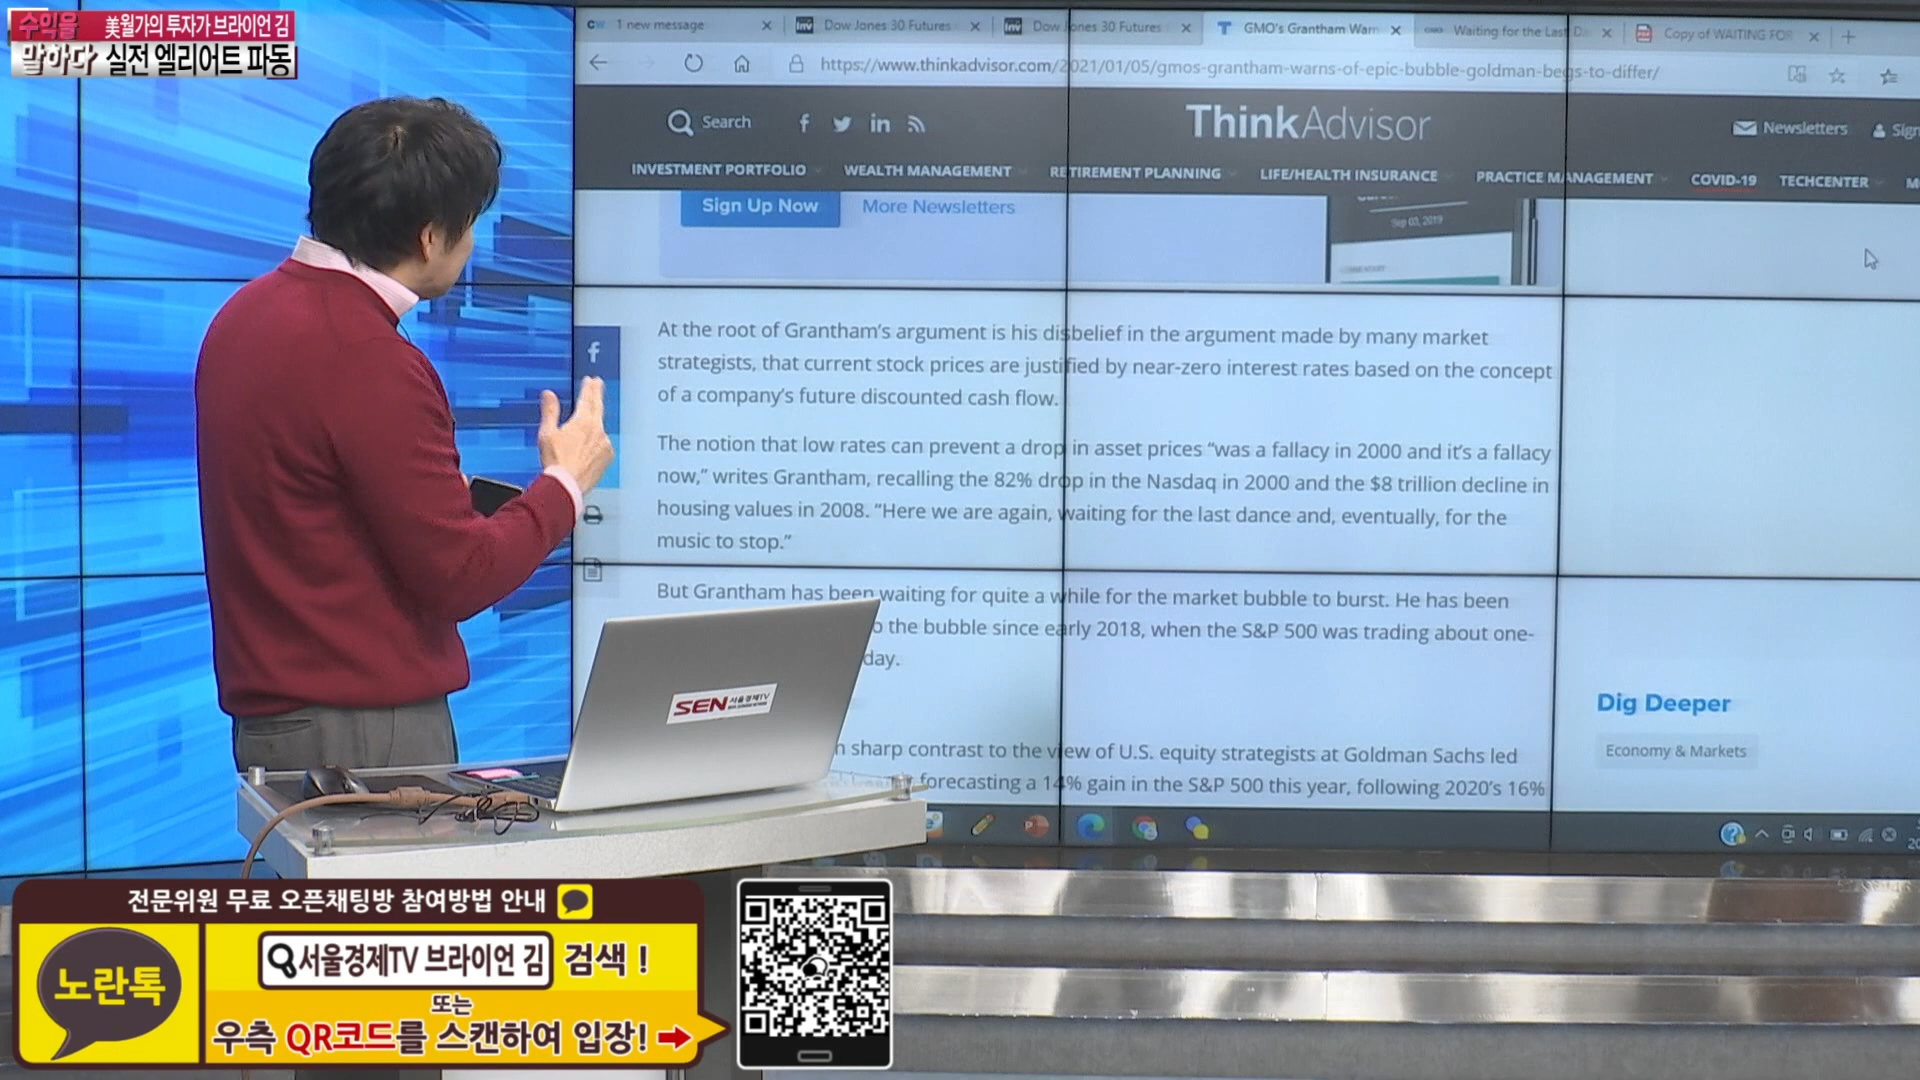 수익을 美월가의 투자가 브라이언 김
말하다 실전 엘리어트 파동
1 new message
Dow Jones 30 Futures
Dow Jones 30 Futures
GMO's Grantham Warn
Waiting for the Last Da
Copy of WAITING FOR
https://www.thinkadvisor.com/2021/01/05/gmos-grantham-warns-of-epic-bubble-goldman-begs-to-differ/
Search
ThinkAdvisor
Newsletters
Sign
INVESTMENT PORTFOLIO
WEALTH MANAGEMENT
RETIREMENT PLANNING
LIFE/HEALTH INSURANCE
PRACTICE MANAGEMENT
COVID-19
TECHCENTER
Sign Up Now
More Newsletters
Sep 03, 2019
At the root of Grantham's argument is his disbelief in the argument made by many market
strategists, that current stock prices are justified by near-zero interest rates based on the concept
of a company's future discounted cash flow.
The notion that low rates can prevent a drop in asset prices “was a fallacy in 2000 and it's a fallacy
now,” writes Grantham, recalling the 82% drop in the Nasdaq in 2000 and the $8 trillion decline in
housing values in 2008. “Here we are again, waiting for the last dance and, eventually, for the
music to stop.”
But Grantham has been waiting for quite a while for the market bubble to burst. He has been
the bubble since early 2018, when the S&P 500 was trading about one-
day.
sharp contrast to the view of U.S. equity strategists at Goldman Sachs led
forecasting a 14% gain in the S&P 500 this year, following 2020's 16%
Dig Deeper
Economy & Markets
SEN 서울경제TV
전문위원 무료 오픈채팅방 참여방법 안내
노란톡
서울경제TV 브라이언 김 검색 !
또는
우측 QR코드를 스캔하여 입장!